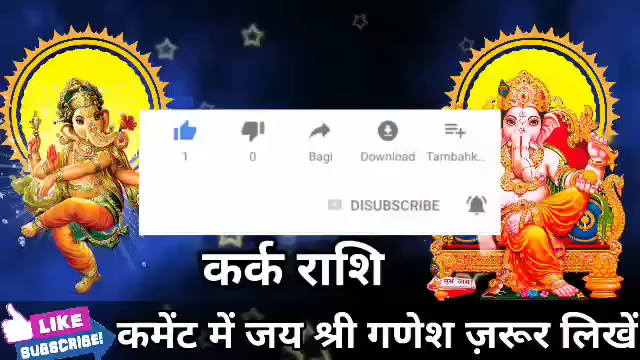 1
0
Bagi
Download
Tambahk...
DISUBSCRIBE
कर्क राशि
शुभ लाभ
LIKE
SUBSCRIBE!
कमेंट में जय श्री गणेश ज़रूर लिखें